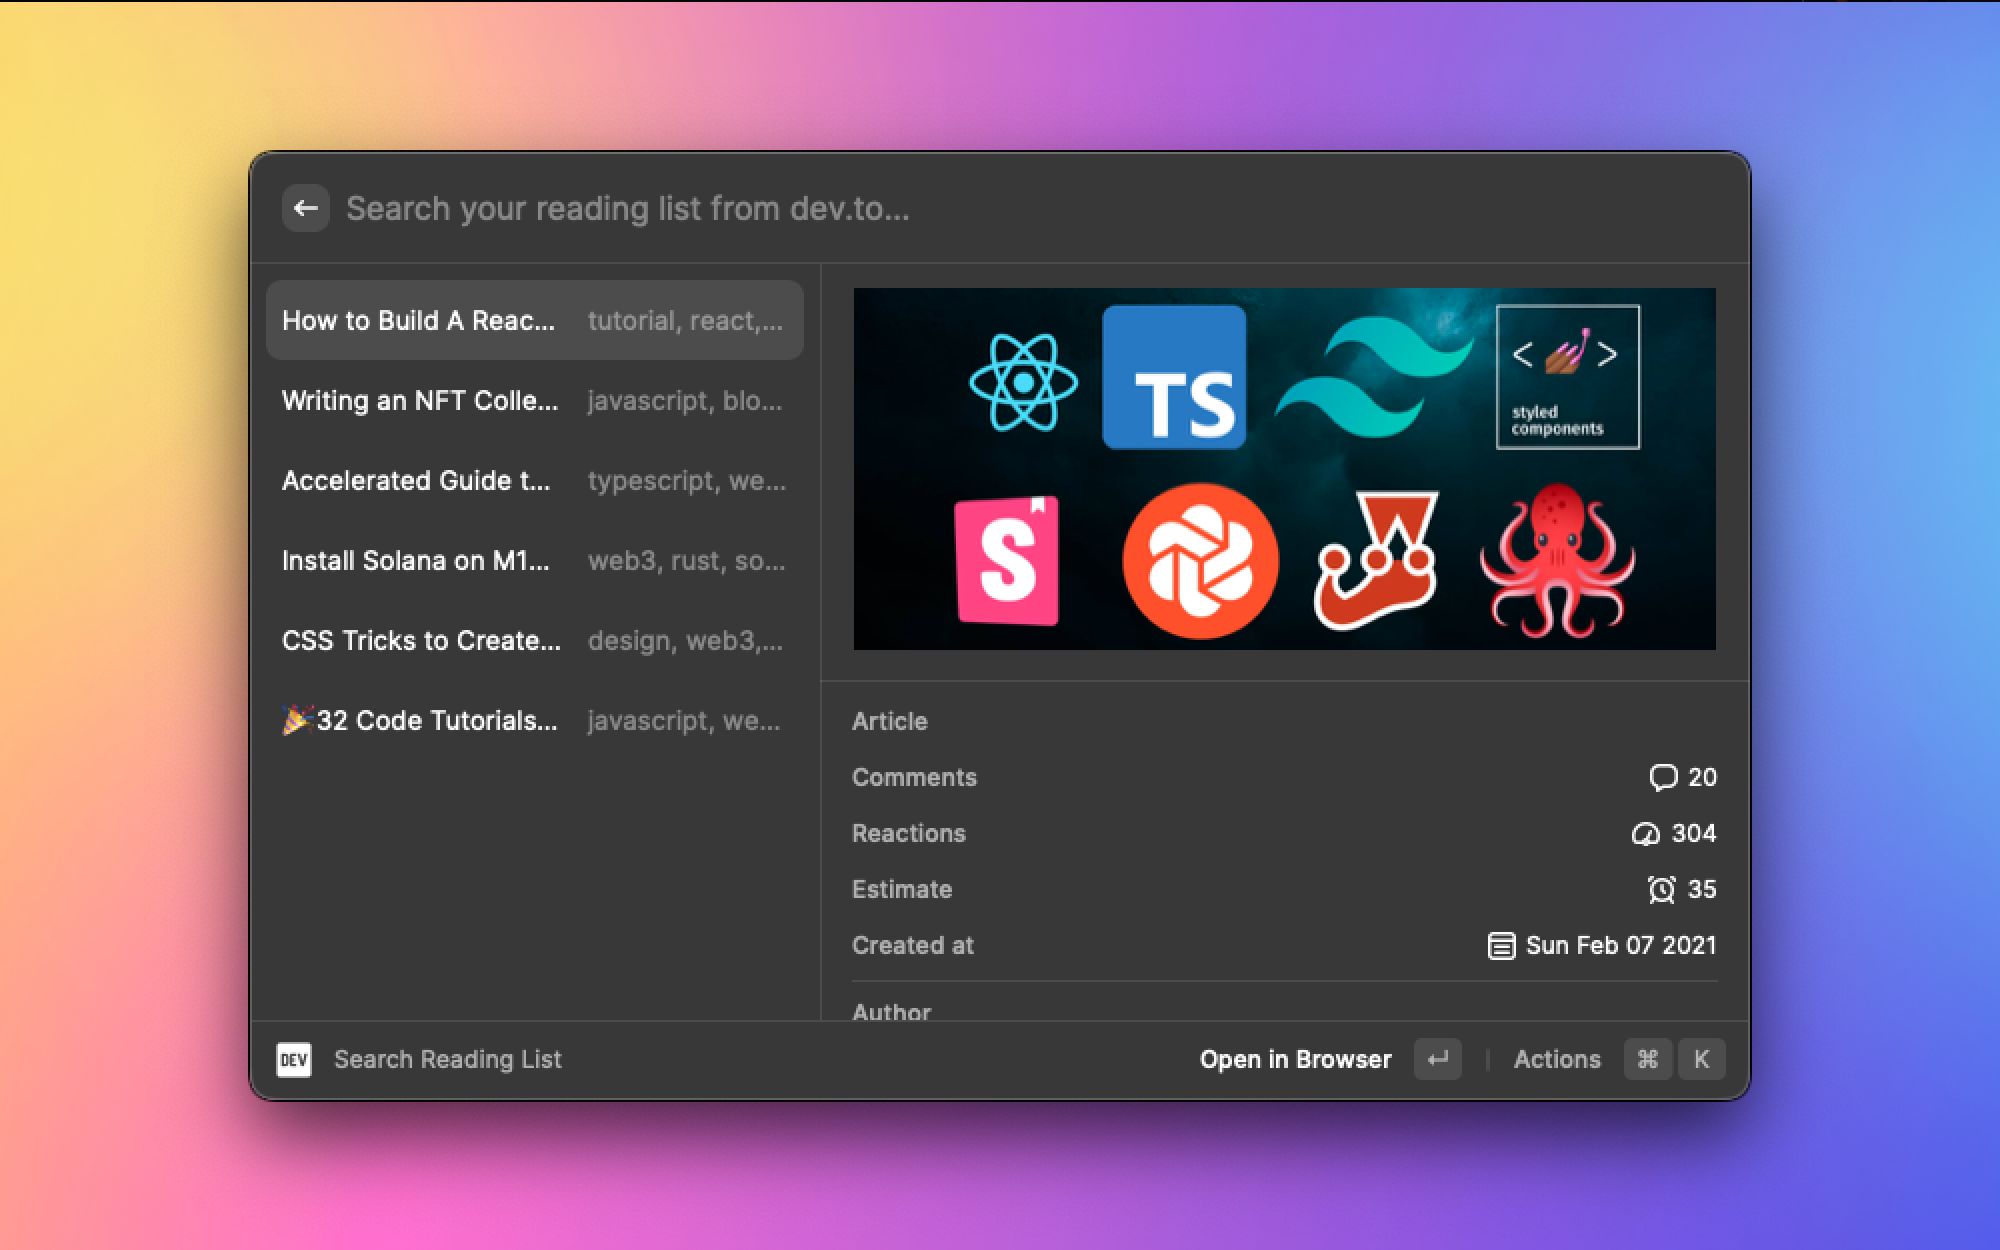 Search your reading list from dev.to...
How to Build A Reac... tutorial, react,...
Writing an NFT Colle... javascript, blo...
Accelerated Guide t... typescript, we...
Install Solana on M1... web3, rust, so...
CSS Tricks to Create... design, web3,...
🎉32 Code Tutorials... javascript, we...
TS
< 💅 >
styled
components
S
Article
Comments 20
Reactions 304
Estimate 35
Created at Sun Feb 07 2021
Author
DEV Search Reading List Open in Browser ↵ Actions ⌘ K